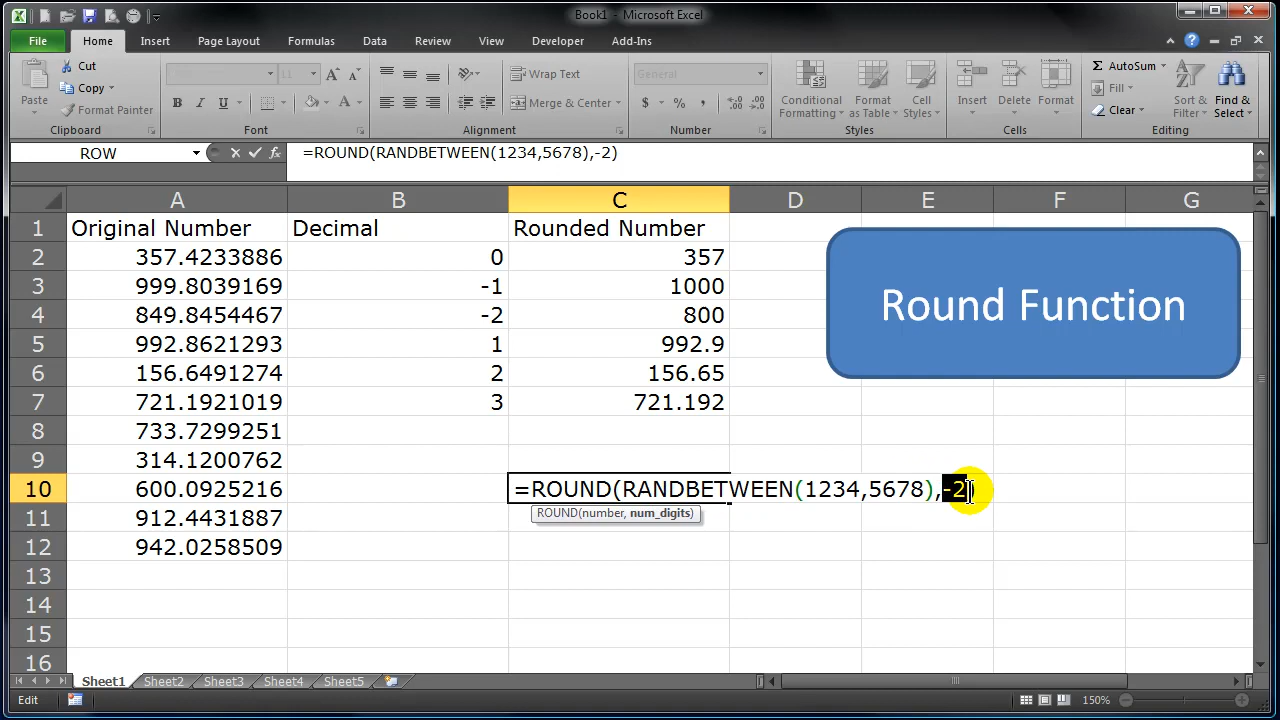 Book1 - Microsoft Excel
File Home Insert Page Layout Formulas Data Review View Developer Add-Ins
Paste
Cut
Copy
Format Painter
Clipboard
11
B I U A
Font
Wrap Text
Merge & Center
Alignment
General
$ % ,
Number
Conditional Formatting
Format as Table
Cell Styles
Styles
Insert
Delete
Format
Cells
AutoSum
Fill
Clear
Sort & Filter
Find & Select
Editing
ROW fx =ROUND(RANDBETWEEN(1234,5678),-2)
A B C D E F G
1 Original Number Decimal Rounded Number
2 357.4233886 0 357
3 999.8039169 -1 1000
4 849.8454467 -2 800
5 992.8621293 1 992.9
6 156.6491274 2 156.65
7 721.1921019 3 721.192
8 733.7299251
9 314.1200762
10 600.0925216 =ROUND(RANDBETWEEN(1234,5678),-2)
ROUND(number, num_digits)
11 912.4431887
12 942.0258509
13
14
15
16
Round Function
Sheet1 Sheet2 Sheet3 Sheet4 Sheet5
Edit 150%